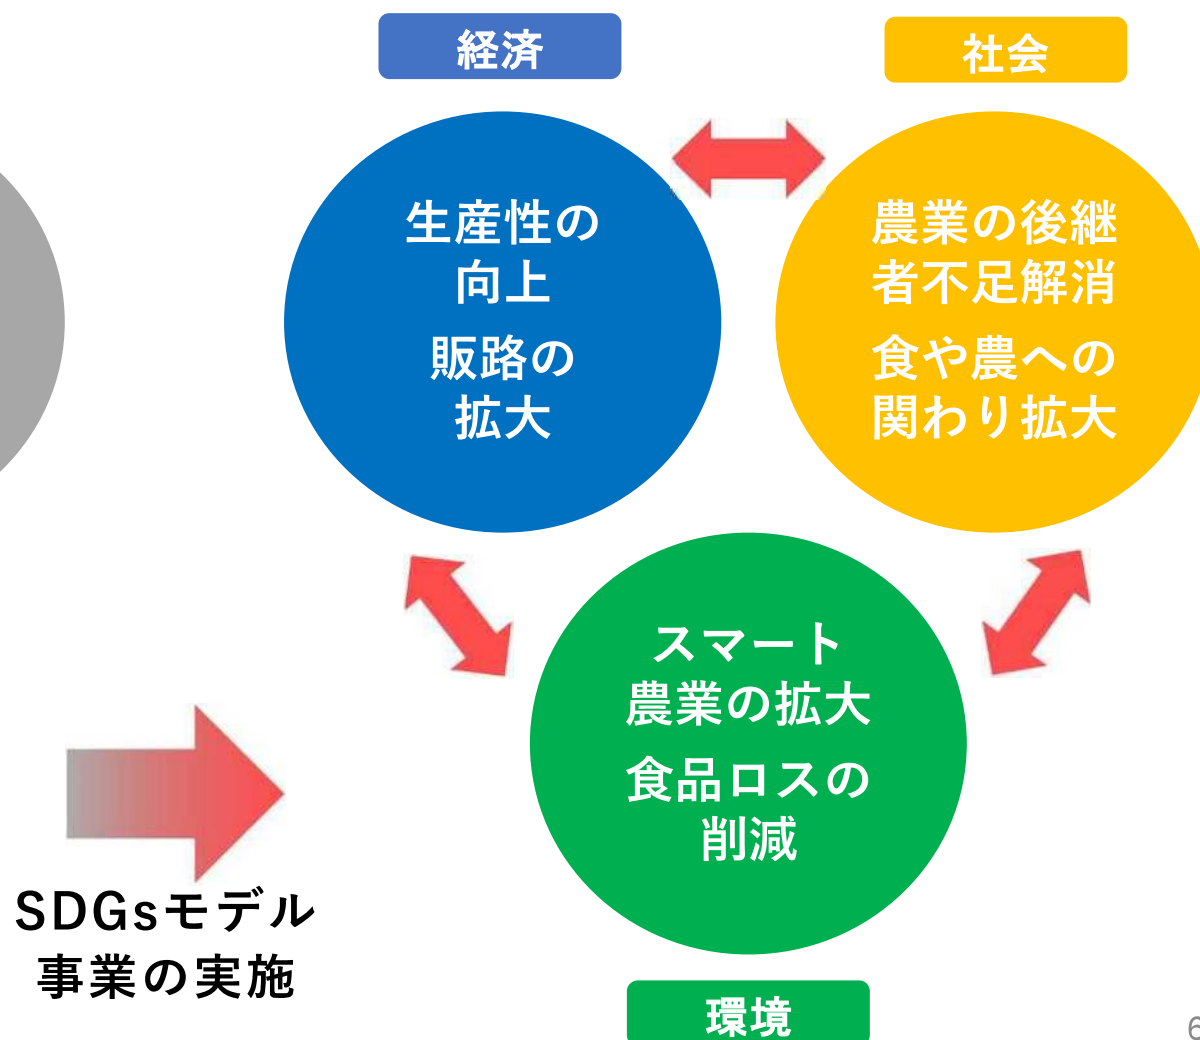 経済
社会
生産性の
向上
販路の
拡大
農業の後継
者不足解消
食や農への
関わり拡大
スマート
農業の拡大
食品ロスの
削減
SDGsモデル
事業の実施
環境
6